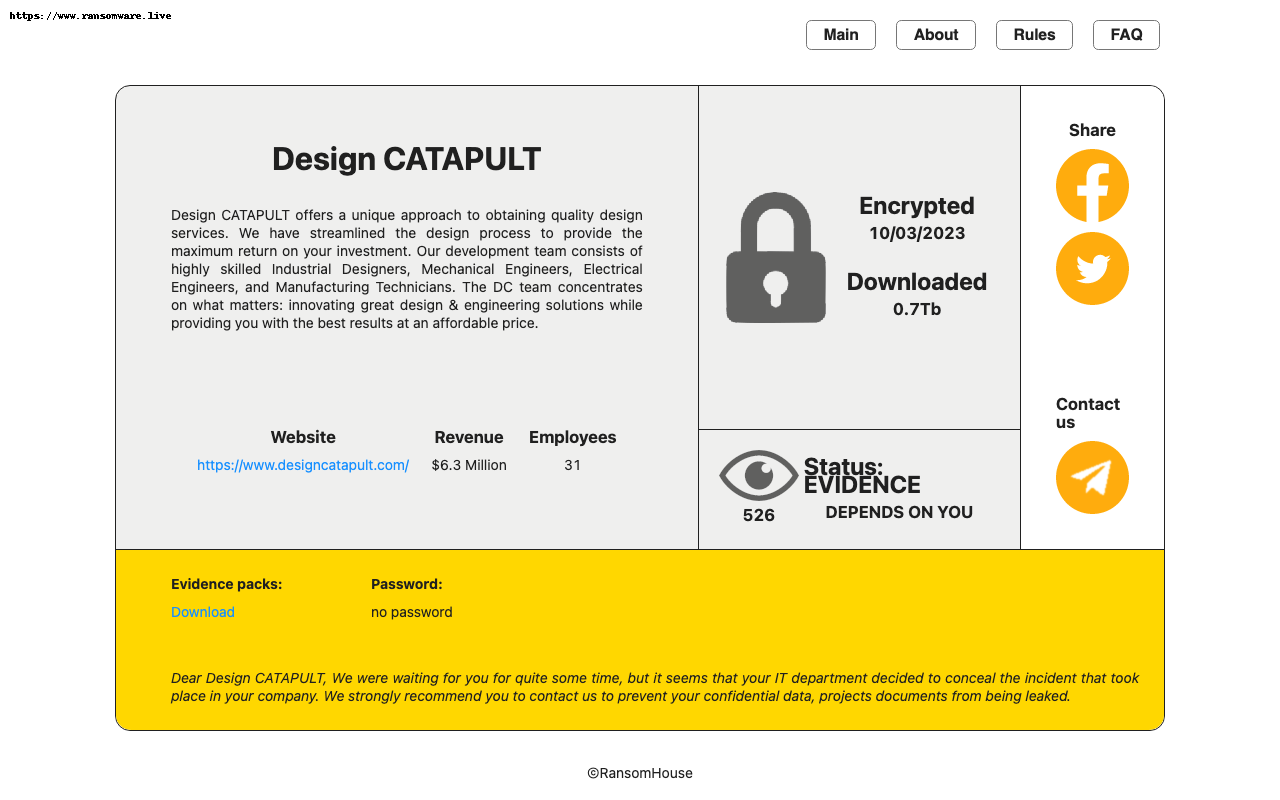 https://www.ransomware.live
Main About Rules FAQ
Design CATAPULT
Design CATAPULT offers a unique approach to obtaining quality design
services. We have streamlined the design process to provide the
maximum return on your investment. Our development team consists of
highly skilled Industrial Designers, Mechanical Engineers, Electrical
Engineers, and Manufacturing Technicians. The DC team concentrates
on what matters: innovating great design & engineering solutions while
providing you with the best results at an affordable price.
Website Revenue Employees
https://www.designcatapult.com/ $6.3 Million 31
Encrypted
10/03/2023
Downloaded
0.7Tb
Status:
EVIDENCE
526 DEPENDS ON YOU
Share
Contact
us
Evidence packs: Password:
Download no password
Dear Design CATAPULT, We were waiting for you for quite some time, but it seems that your IT department decided to conceal the incident that took
place in your company. We strongly recommend you to contact us to prevent your confidential data, projects documents from being leaked.
©RansomHouse